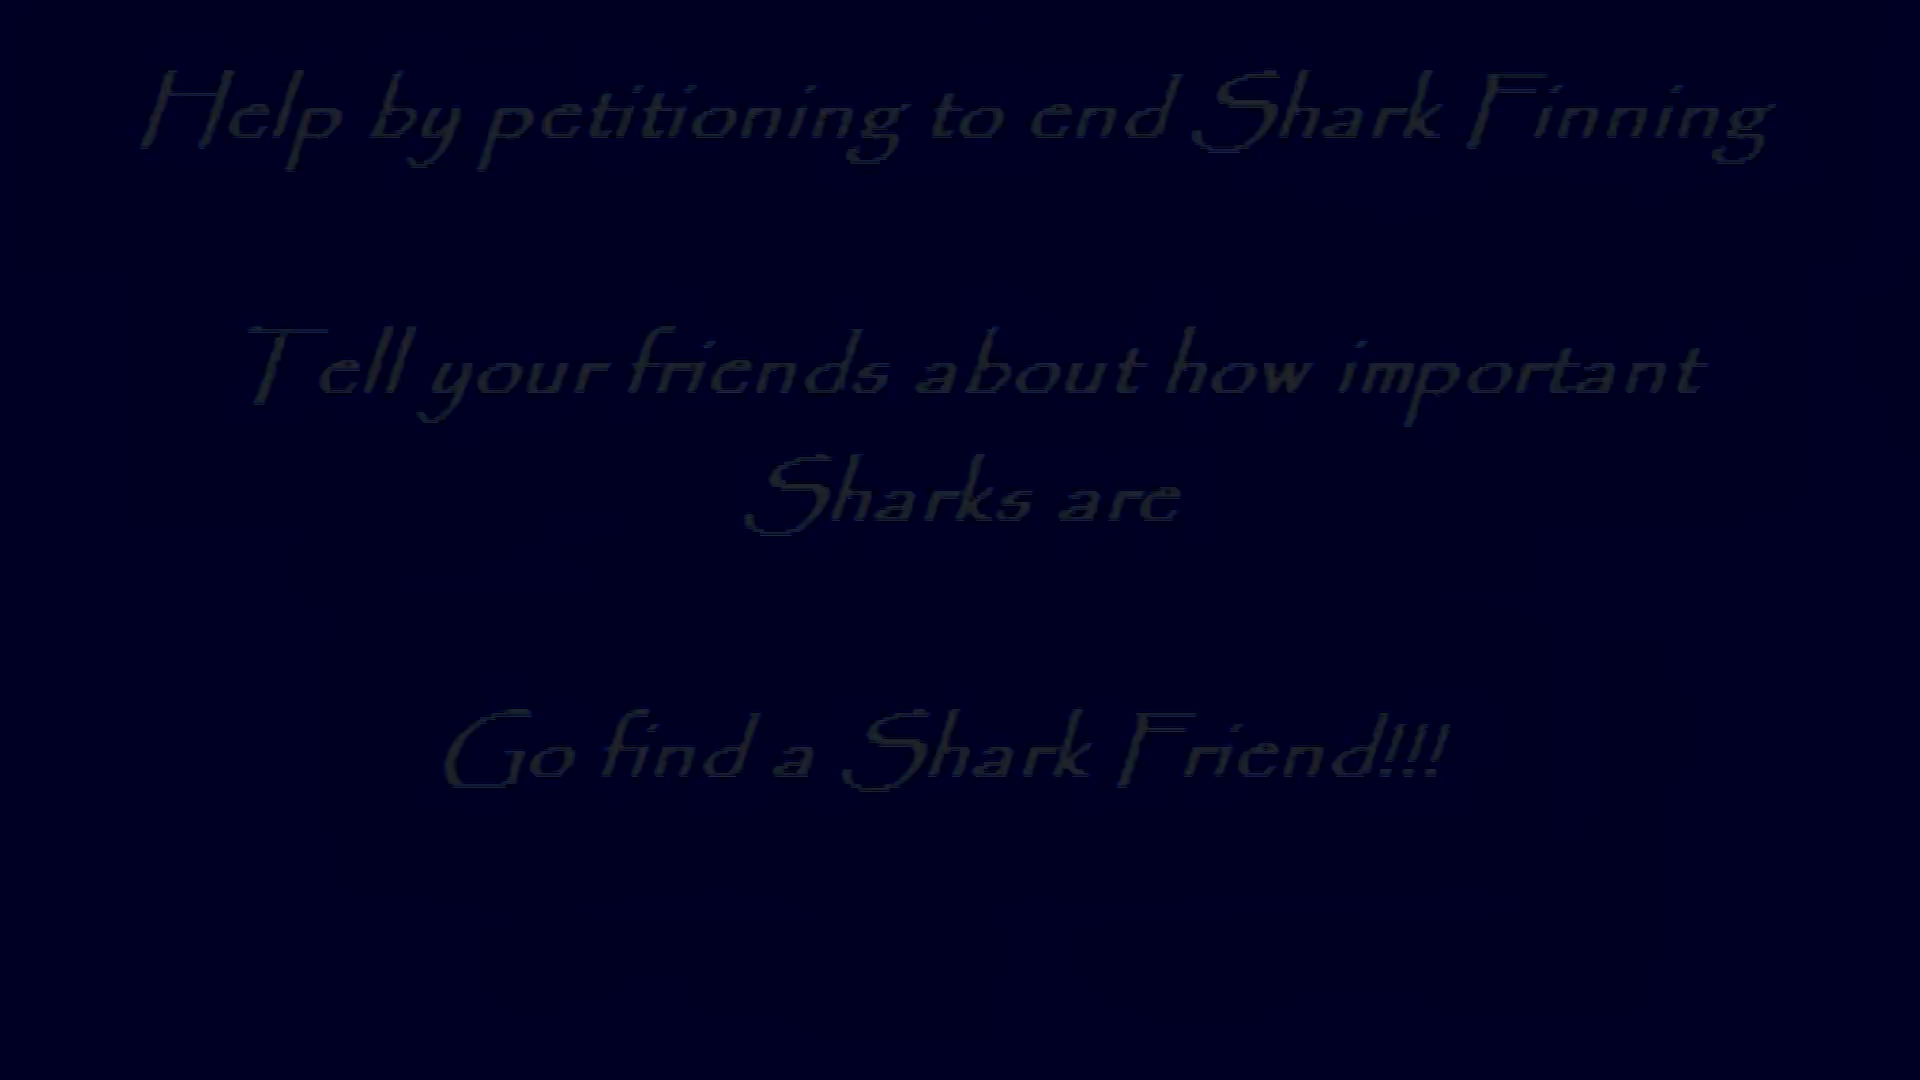 Help by petitioning to end Shark Finning
Tell your friends about how important
Sharks are
Go find a Shark Friend!!!